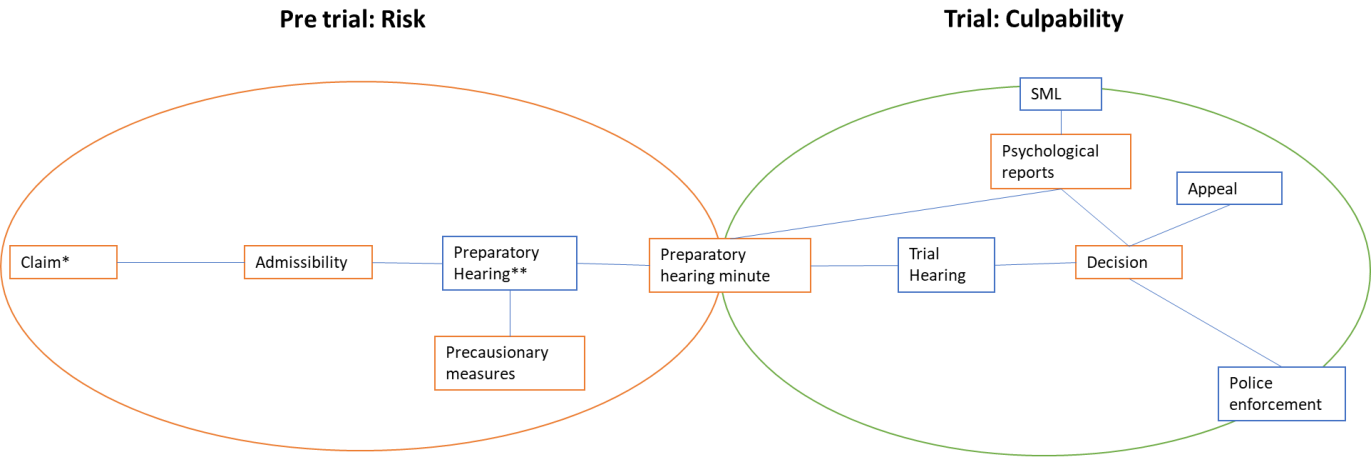 Pre trial: Risk
Trial: Culpability
SML
Psychological
reports
Appeal
Claim*
Admissibility
Preparatory
Hearing**
Preparatory
hearing minute
Trial
Hearing
Decision
Precausionary
measures
Police
enforcement